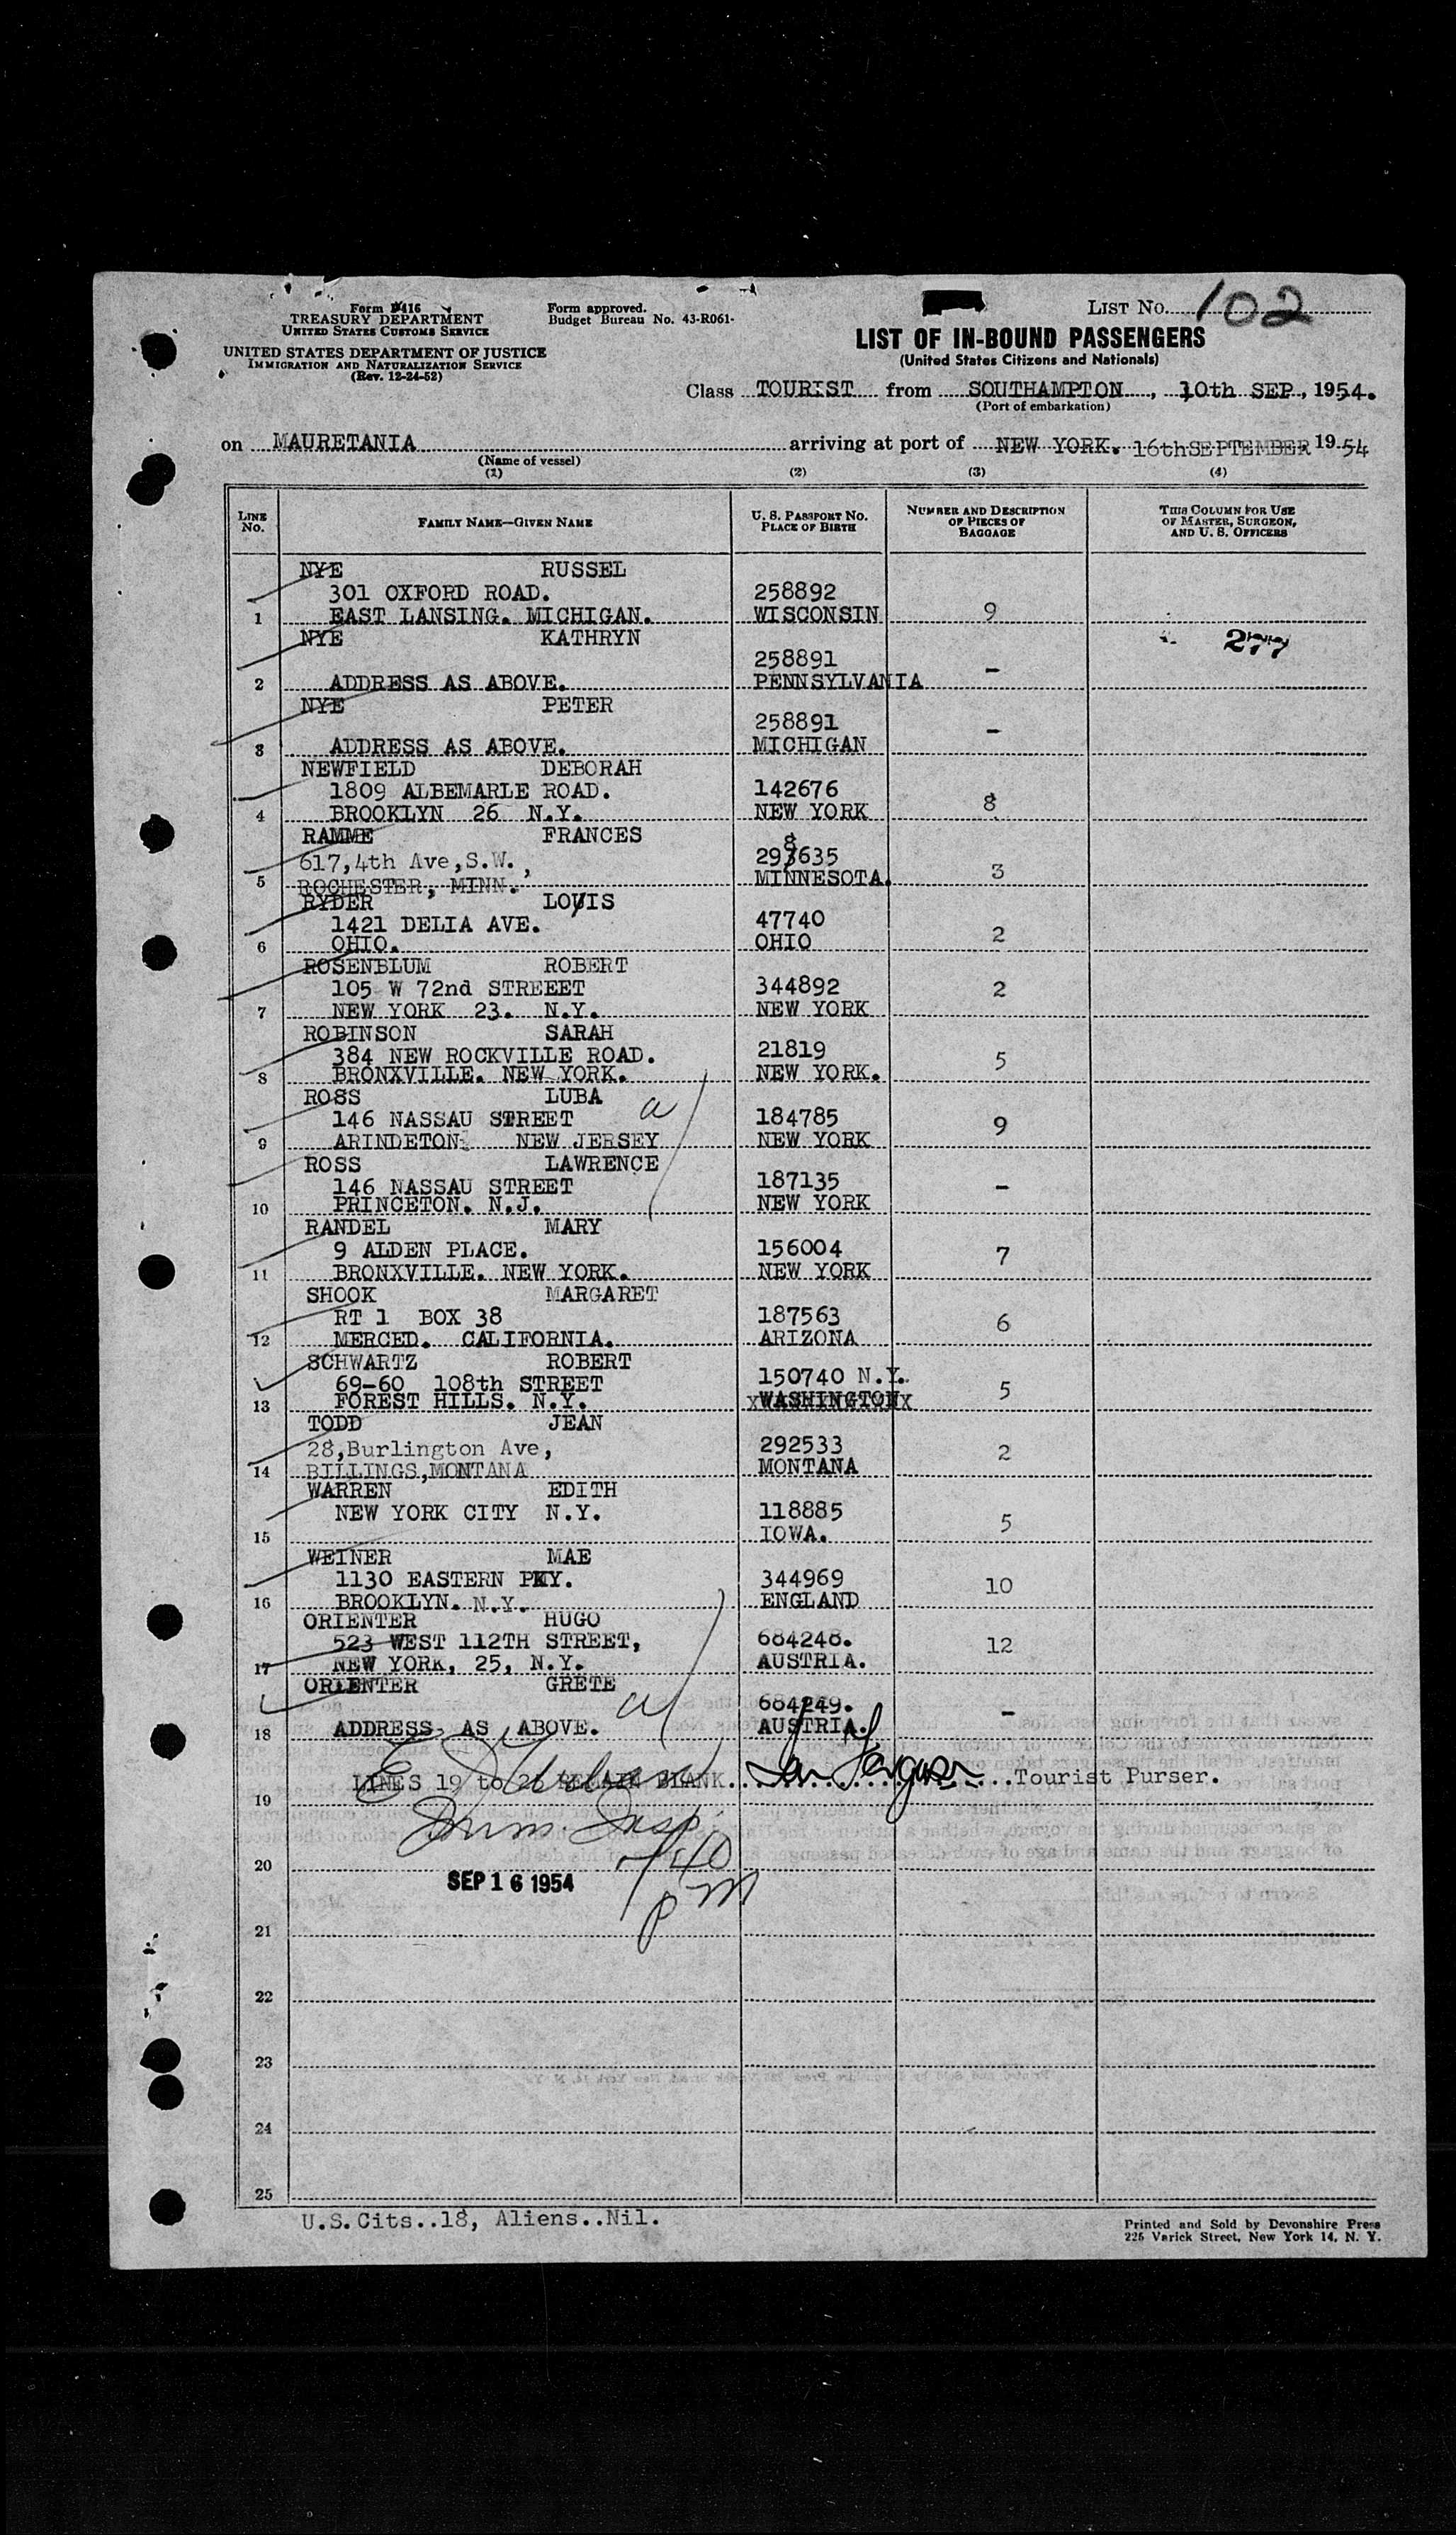 Form I-416
TREASURY DEPARTMENT
UNITED STATES CUSTOMS SERVICE
UNITED STATES DEPARTMENT OF JUSTICE
IMMIGRATION AND NATURALIZATION SERVICE
(Rev. 12-24-52)
Form approved.
Budget Bureau No. 43-R061-
LIST NO. 102
LIST OF IN-BOUND PASSENGERS
(United States Citizens and Nationals)
Class TOURIST from SOUTHAMPTON, 10th SEP, 1954.
(Port of embarkation)
on MAURETANIA arriving at port of NEW YORK. 16thSEPTEMBER 1954
(Name of vessel)
(1) (2) (3) (4)
LINE NO. FAMILY NAME—GIVEN NAME U. S. PASSPORT NO. PLACE OF BIRTH NUMBER AND DESCRIPTION OF PIECES OF BAGGAGE THIS COLUMN FOR USE OF MASTER, SURGEON, AND U. S. OFFICERS
NYE RUSSEL
301 OXFORD ROAD. 258892
1 EAST LANSING. MICHIGAN. WISCONSIN 9
NYE KATHRYN 277
258891
2 ADDRESS AS ABOVE. PENNSYLVANIA -
NYE PETER
258891
3 ADDRESS AS ABOVE. MICHIGAN -
NEWFIELD DEBORAH
1809 ALBEMARLE ROAD. 142676
4 BROOKLYN 26 N.Y. NEW YORK 8
RAMME FRANCES
8
617,4th Ave,S.W., 293635
5 ROCHESTER, MINN. MINNESOTA. 3
RYDER LOUIS
1421 DELIA AVE. 47740
6 OHIO. OHIO 2
ROSENBLUM ROBERT
105 W 72nd STREEET 344892 2
7 NEW YORK 23. N.Y. NEW YORK
ROBINSON SARAH
384 NEW ROCKVILLE ROAD. 21819
8 BRONXVILLE. NEW YORK. NEW YORK. 5
ROSS LUBA
146 NASSAU STREET 184785
9 ARINDETON NEW JERSEY NEW YORK 9
ROSS LAWRENCE
146 NASSAU STREET 187135
10 PRINCETON. N.J. NEW YORK -
RANDEL MARY
9 ALDEN PLACE. 156004
11 BRONXVILLE. NEW YORK. NEW YORK 7
SHOOK MARGARET
RT 1 BOX 38 187563
12 MERCED. CALIFORNIA. ARIZONA 6
SCHWARTZ ROBERT
69-60 108th STREET 150740 N.Y.
13 FOREST HILLS. N.Y. WASHINGTON 5
TODD JEAN
28,Burlington Ave, 292533
14 BILLINGS,MONTANA MONTANA 2
WARREN EDITH
NEW YORK CITY N.Y. 118885
15 IOWA. 5
WEINER MAE
1130 EASTERN PKY. 344969
16 BROOKLYN. N.Y. ENGLAND 10
ORIENTER HUGO
523 WEST 112TH STREET, 684248. 12
17 NEW YORK, 25, N.Y. AUSTRIA.
ORIENTER GRETE
684249.
18 ADDRESS AS ABOVE. AUSTRIA. -
LINES 19 to 26 REMAIN BLANK. Tourist Purser.
19
Imm. Insp.
20
SEP 16 1954
PM
21
22
23
24
25
U.S.Cits..18, Aliens..Nil.
Printed and Sold by Devonshire Press
225 Varick Street, New York 14, N. Y.